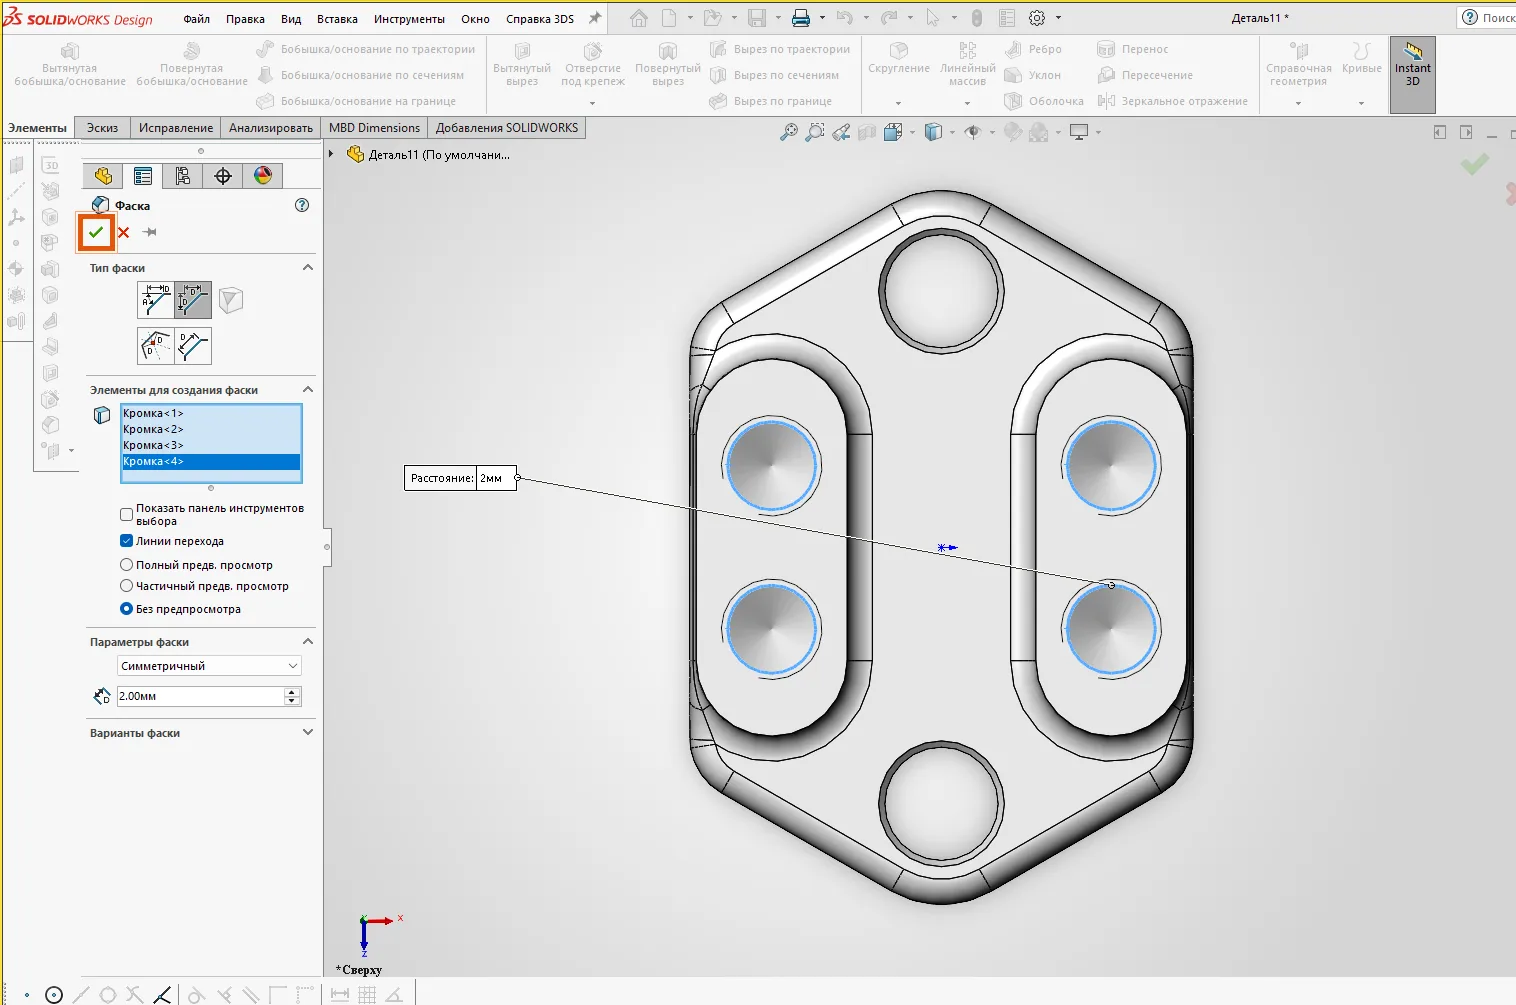 SOLIDWORKS Design
Файл Правка Вид Вставка Инструменты Окно Справка 3DS
Деталь11 *
Поиск
Вытянутая бобышка/основание
Повернутая бобышка/основание
Бобышка/основание по траектории
Бобышка/основание по сечениям
Бобышка/основание на границе
Вытянутый вырез
Отверстие под крепеж
Повернутый вырез
Вырез по траектории
Вырез по сечениям
Вырез по границе
Скругление
Линейный массив
Ребро
Уклон
Оболочка
Перенос
Пересечение
Зеркальное отражение
Справочная геометрия
Кривые
Instant 3D
Элементы Эскиз Исправление Анализировать MBD Dimensions Добавления SOLIDWORKS
Деталь11 (По умолчани...
Фаска
Тип фаски
Элементы для создания фаски
Кромка<1>
Кромка<2>
Кромка<3>
Кромка<4>
Расстояние: 2мм
Показать панель инструментов
выбора
Линии перехода
Полный предв. просмотр
Частичный предв. просмотр
Без предпросмотра
Параметры фаски
Симметричный
2.00мм
Варианты фаски
X
Z
*Сверху